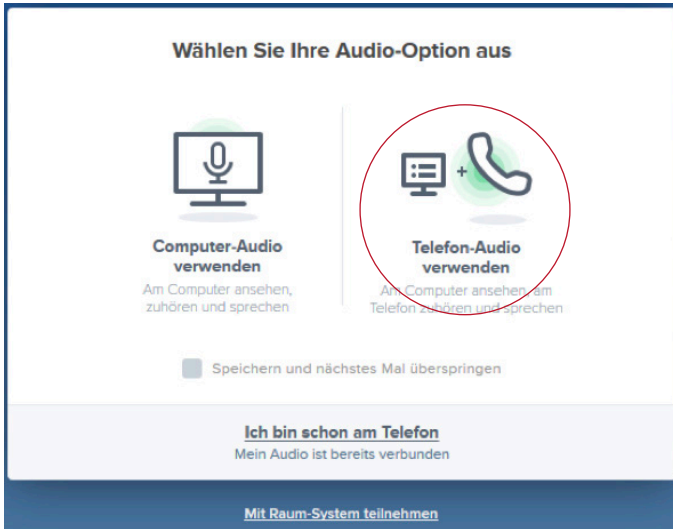 Wählen Sie Ihre Audio-Option aus
Computer-Audio
verwenden
Am Computer ansehen,
zuhören und sprechen
Telefon-Audio
verwenden
Am Computer ansehen, am
Telefon zuhören und sprechen
Speichern und nächstes Mal überspringen
Ich bin schon am Telefon
Mein Audio ist bereits verbunden
Mit Raum-System teilnehmen